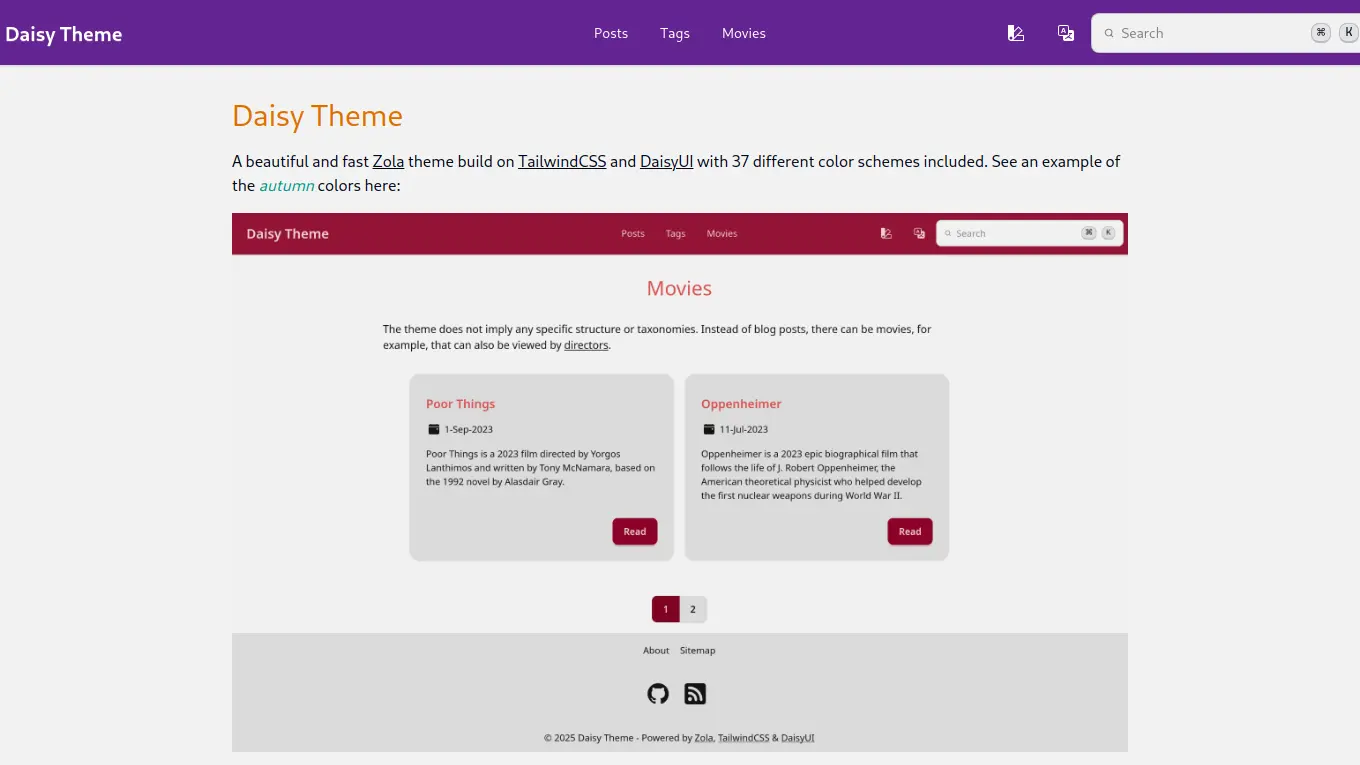 Daisy Theme
Posts Tags Movies
Search ⌘ K
Daisy Theme
A beautiful and fast Zola theme build on TailwindCSS and DaisyUI with 37 different color schemes included. See an example of
the autumn colors here:
Daisy Theme
Posts Tags Movies
Search ⌘ K
Movies
The theme does not imply any specific structure or taxonomies. Instead of blog posts, there can be movies, for
example, that can also be viewed by directors.
Poor Things
1-Sep-2023
Poor Things is a 2023 film directed by Yorgos
Lanthimos and written by Tony McNamara, based on
the 1992 novel by Alasdair Gray.
Read
Oppenheimer
11-Jul-2023
Oppenheimer is a 2023 epic biographical film that
follows the life of J. Robert Oppenheimer, the
American theoretical physicist who helped develop
the first nuclear weapons during World War II.
Read
1 2
About Sitemap
© 2025 Daisy Theme - Powered by Zola, TailwindCSS & DaisyUI